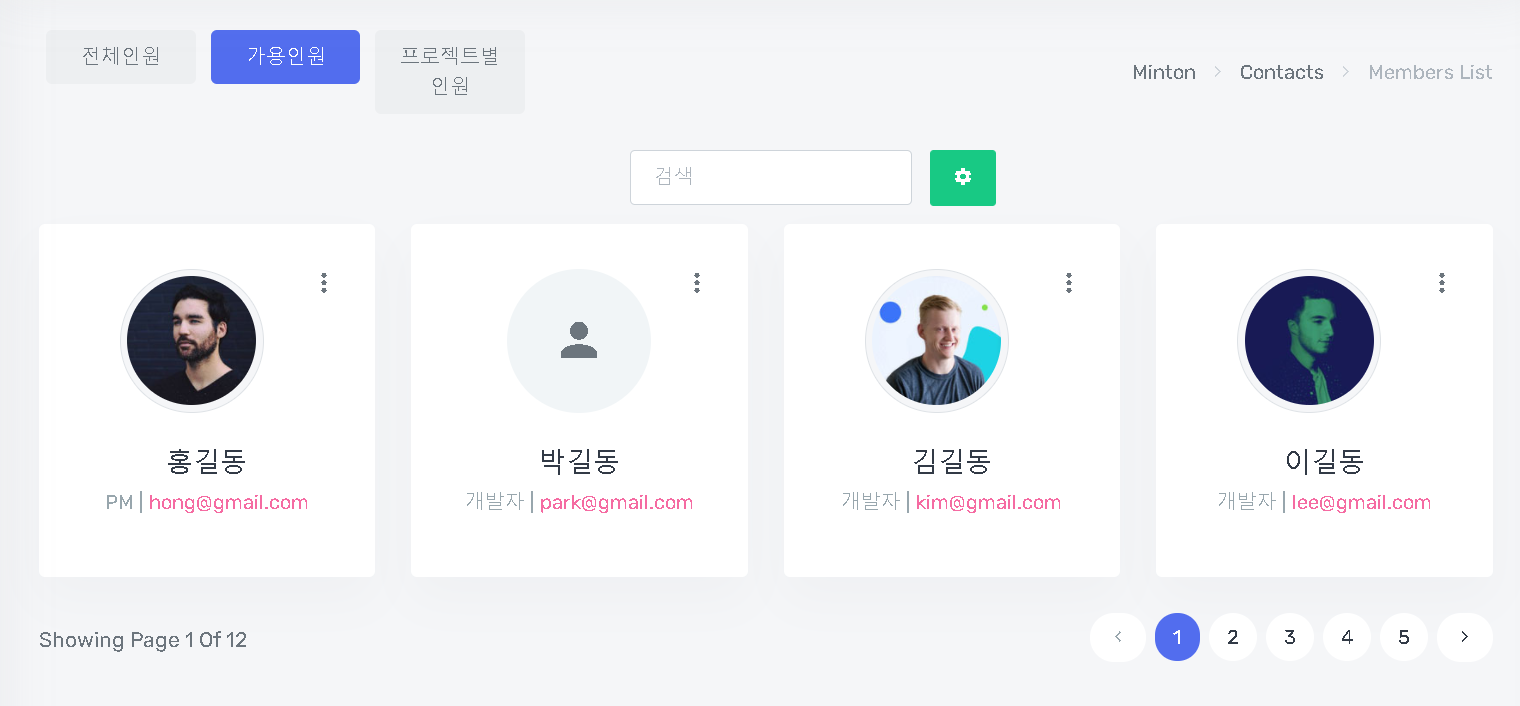 전체인원
가용인원
프로젝트별
인원
Minton > Contacts > Members List
검색
홍길동
PM | hong@gmail.com
박길동
개발자 | park@gmail.com
김길동
개발자 | kim@gmail.com
이길동
개발자 | lee@gmail.com
Showing Page 1 Of 12
1 2 3 4 5